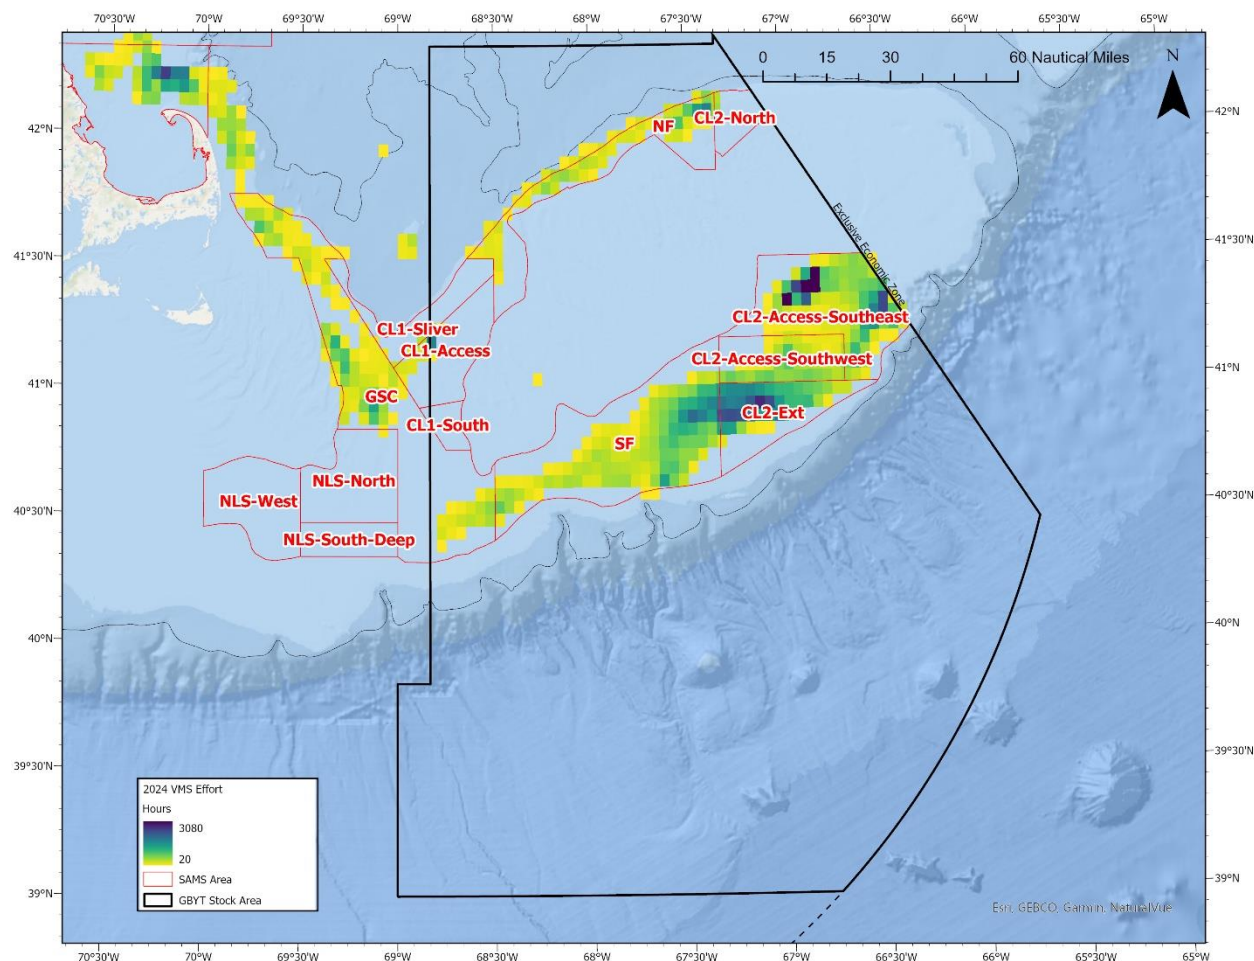 70°30'W 70°W 69°30'W 69°W 68°30'W 68°W 67°30'W 67°W 66°30'W 66°W 65°30'W 65°W
0 15 30 60 Nautical Miles
N
42°N
41°30'N
41°N
40°30'N
40°N
39°30'N
39°N
42°N
41°30'N
41°N
40°30'N
40°N
39°30'N
39°N
NF
CL2-North
Exclusive Economic Zone
CL1-Sliver
CL2-Access-Southeast
CL1-Access
CL2-Access-Southwest
GSC
CL2-Ext
CL1-South
SF
NLS-North
NLS-West
NLS-South-Deep
2024 VMS Effort
Hours
3080
20
SAMS Area
GBYT Stock Area
Esri, GEBCO, Garmin, NaturalVue
70°30'W 70°W 69°30'W 69°W 68°30'W 68°W 67°30'W 67°W 66°30'W 66°W 65°30'W 65°W